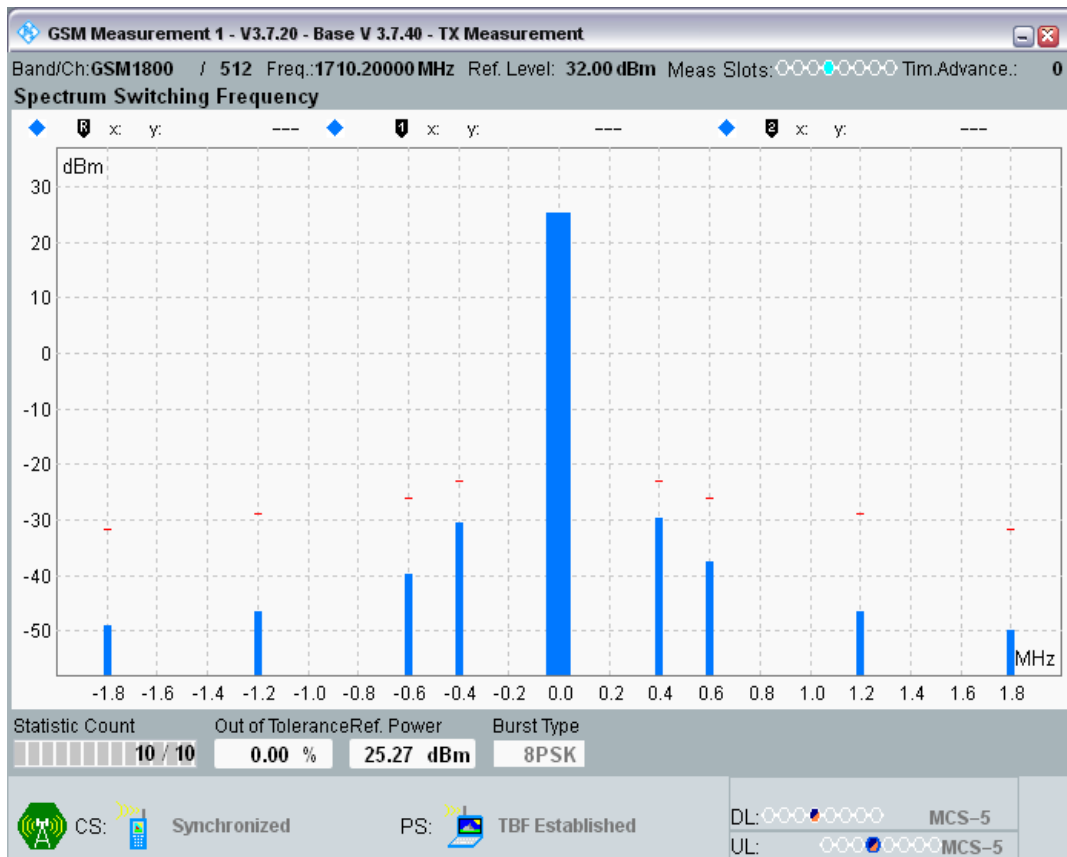 GSM Measurement 1 - V3.7.20 - Base V 3.7.40 - TX Measurement
Band/Ch:GSM1800 / 512 Freq.:1710.20000 MHz Ref. Level: 32.00 dBm Meas Slots: Tim.Advance.: 0
Spectrum Switching Frequency
R x: y: --- 1 x: y: --- 2 x: y: ---
dBm
30
20
10
0
-10
-20
-30
-40
-50
MHz
-1.8 -1.6 -1.4 -1.2 -1.0 -0.8 -0.6 -0.4 -0.2 0.0 0.2 0.4 0.6 0.8 1.0 1.2 1.4 1.6 1.8
Statistic Count Out of Tolerance Ref. Power Burst Type
10 / 10 0.00 % 25.27 dBm 8PSK
CS: Synchronized PS: TBF Established DL: MCS-5
UL: MCS-5